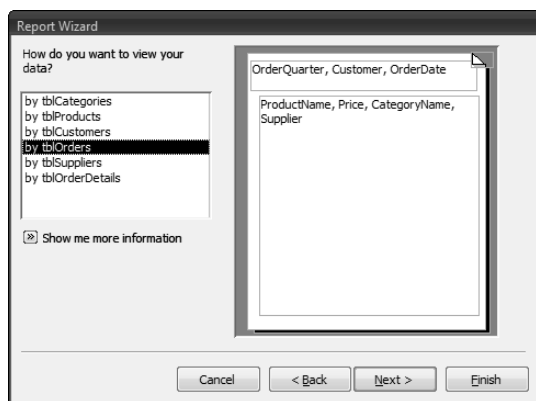 Report Wizard
How do you want to view your
data?
by tblCategories
by tblProducts
by tblCustomers
by tblOrders
by tblSuppliers
by tblOrderDetails
Show me more information
OrderQuarter, Customer, OrderDate
ProductName, Price, CategoryName,
Supplier
Cancel
< Back
Next >
Finish